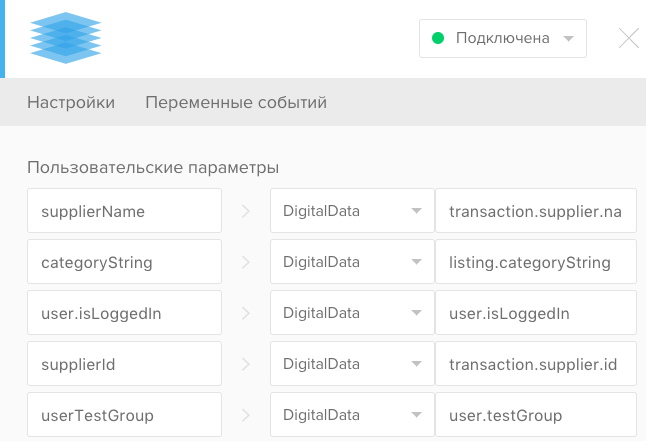 Подключена
Настройки Переменные событий
Пользовательские параметры
supplierName DigitalData transaction.supplier.na
categoryString DigitalData listing.categoryString
user.isLoggedIn DigitalData user.isLoggedIn
supplierId DigitalData transaction.supplier.id
userTestGroup DigitalData user.testGroup